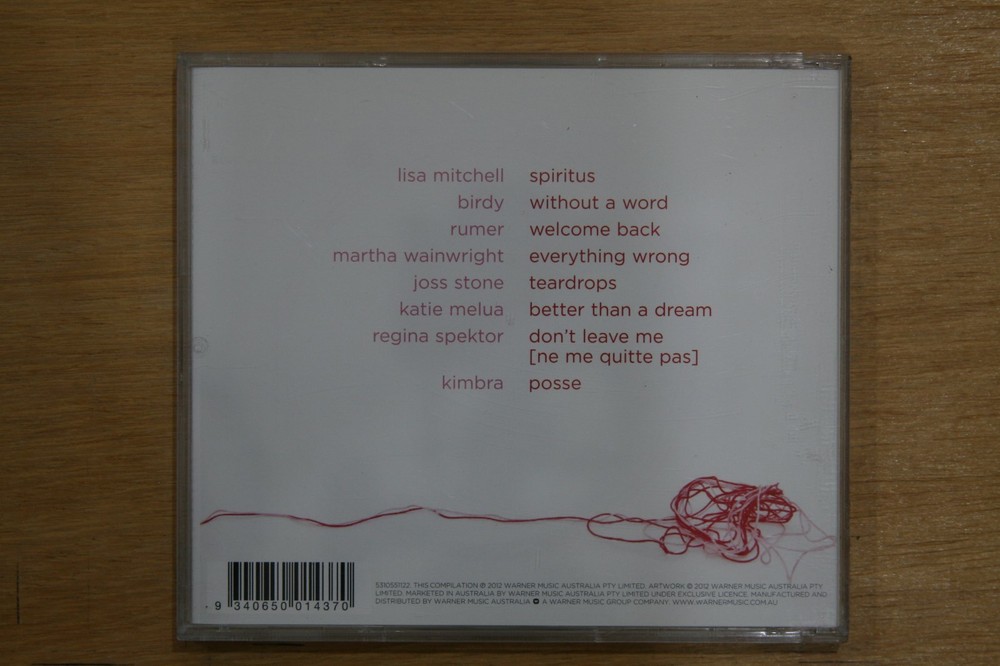 lisa mitchell spiritus
birdy without a word
rumer welcome back
martha wainwright everything wrong
joss stone teardrops
katie melua better than a dream
regina spektor don't leave me
[ne me quitte pas]
kimbra posse
5310551722. THIS COMPILATION ℗ 2012 WARNER MUSIC AUSTRALIA PTY LIMITED. ARTWORK © 2012 WARNER MUSIC AUSTRALIA PTY
LIMITED. MARKETED IN AUSTRALIA BY WARNER MUSIC AUSTRALIA PTY LIMITED UNDER EXCLUSIVE LICENCE. MANUFACTURED AND
DISTRIBUTED BY WARNER MUSIC AUSTRALIA A WARNER MUSIC GROUP COMPANY. WWW.WARNERMUSIC.COM.AU
9 340650 014370